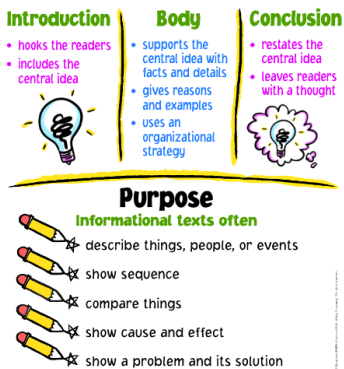 Introduction
• hooks the readers
• includes the
central idea
Body
• supports the
central idea with
facts and details
• gives reasons
and examples
• uses an
organizational
strategy
Conclusion
• restates the
central idea
• leaves readers
with a thought
Purpose
Informational texts often
describe things, people, or events
show sequence
compare things
show cause and effect
show a problem and its solution